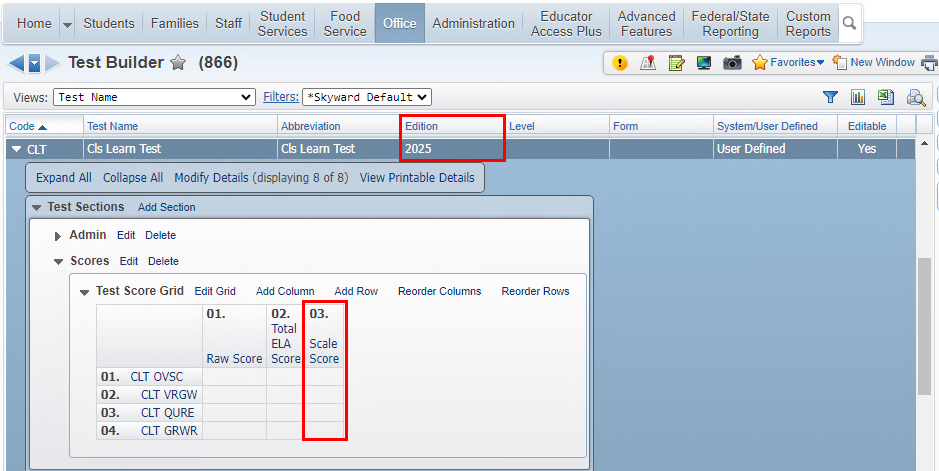 Home Students Families Staff Student Services Food Service Office Administration Educator Access Plus Advanced Features Federal/State Reporting Custom Reports
Test Builder (866) Favorites New Window
Views: Test Name Filters: *Skyward Default
Code Test Name Abbreviation Edition Level Form System/User Defined Editable
CLT Cls Learn Test Cls Learn Test 2025 User Defined Yes
Expand All Collapse All Modify Details (displaying 8 of 8) View Printable Details
Test Sections Add Section
Admin Edit Delete
Scores Edit Delete
Test Score Grid Edit Grid Add Column Add Row Reorder Columns Reorder Rows
01. 02. 03.
Total
ELA Scale
Raw Score Score Score
01. CLT OVSC
02. CLT VRGW
03. CLT QURE
04. CLT GRWR